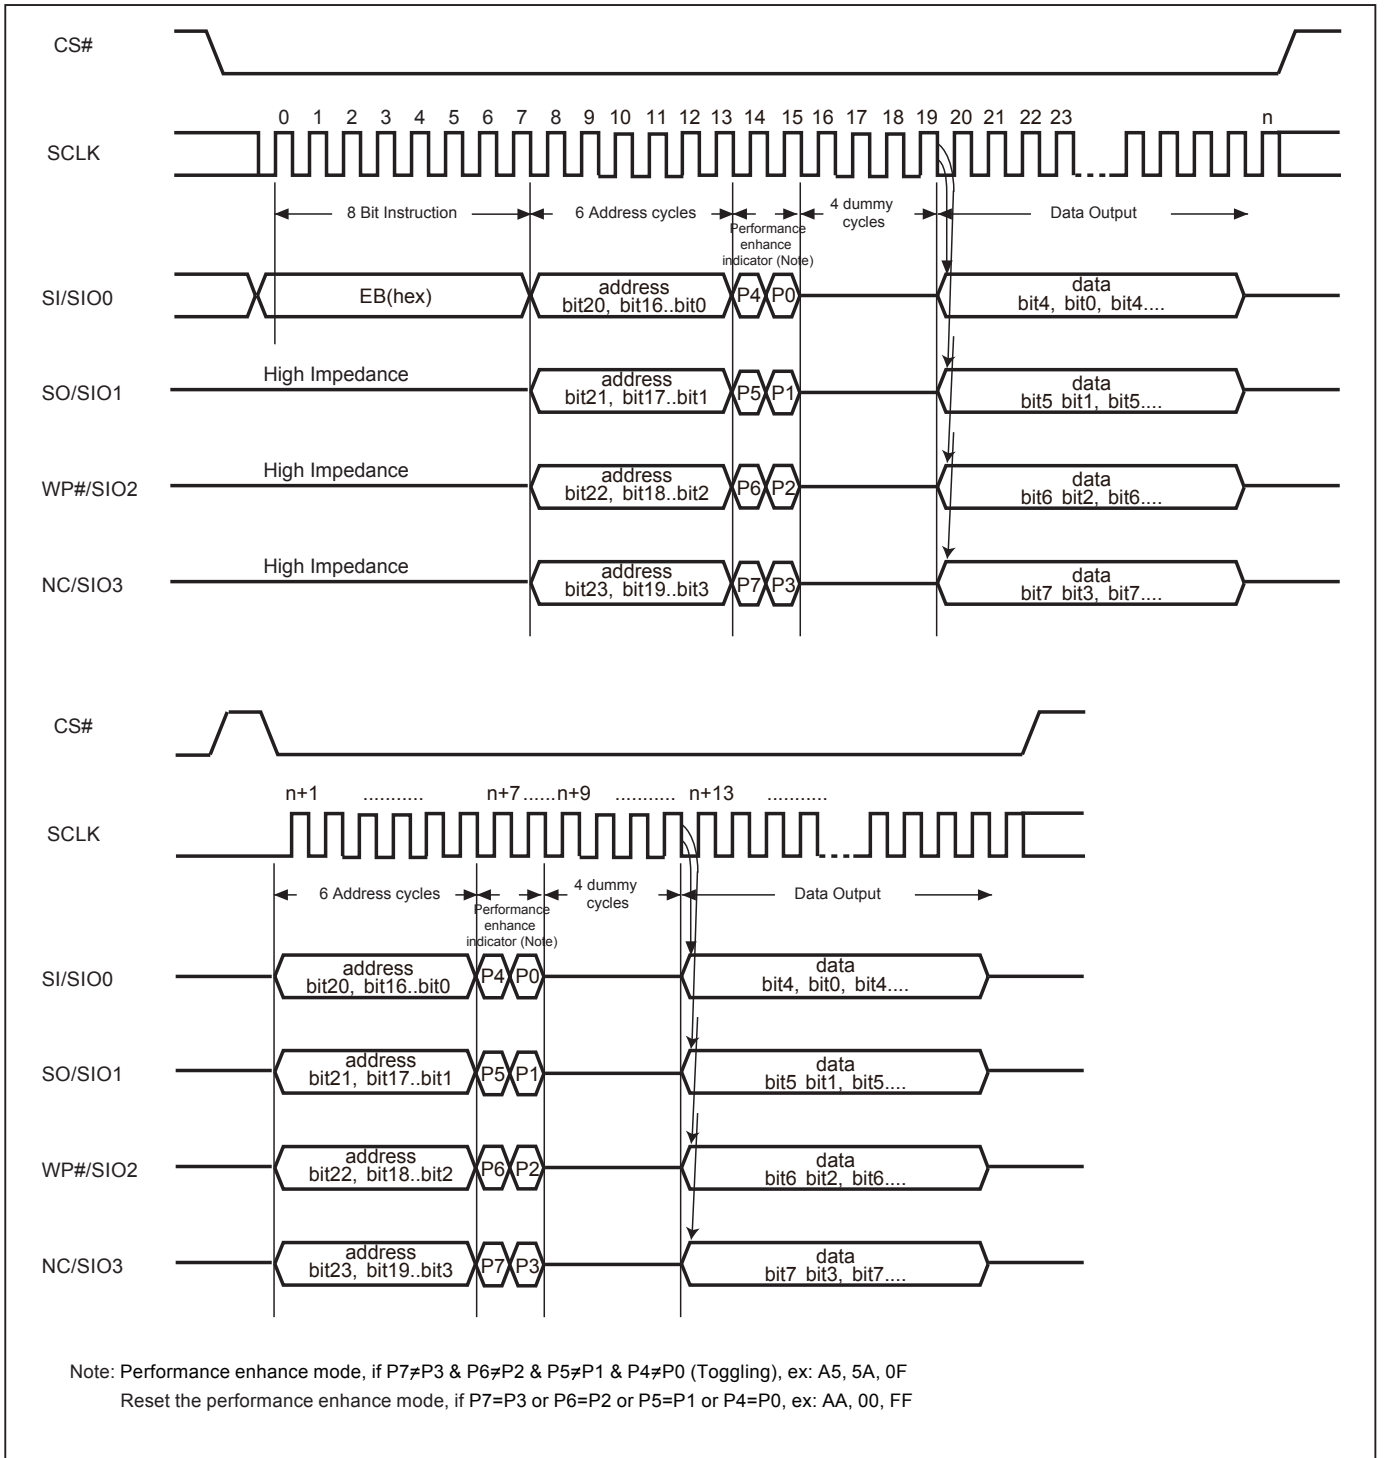 CS#
0 1 2 3 4 5 6 7 8 9 10 11 12 13 14 15 16 17 18 19 20 21 22 23 n
SCLK
8 Bit Instruction
6 Address cycles
Performance
enhance
indicator (Note)
4 dummy
cycles
Data Output
SI/SIO0
EB(hex)
address
bit20, bit16..bit0
P4
P0
data
bit4, bit0, bit4....
SO/SIO1
High Impedance
address
bit21, bit17..bit1
P5
P1
data
bit5 bit1, bit5....
WP#/SIO2
High Impedance
address
bit22, bit18..bit2
P6
P2
data
bit6 bit2, bit6....
NC/SIO3
High Impedance
address
bit23, bit19..bit3
P7
P3
data
bit7 bit3, bit7....
CS#
n+1 ........... n+7......n+9 ........... n+13 ...........
SCLK
6 Address cycles
Performance
enhance
indicator (Note)
4 dummy
cycles
Data Output
SI/SIO0
address
bit20, bit16..bit0
P4
P0
data
bit4, bit0, bit4....
SO/SIO1
address
bit21, bit17..bit1
P5
P1
data
bit5 bit1, bit5....
WP#/SIO2
address
bit22, bit18..bit2
P6
P2
data
bit6 bit2, bit6....
NC/SIO3
address
bit23, bit19..bit3
P7
P3
data
bit7 bit3, bit7....
Note: Performance enhance mode, if P7≠P3 & P6≠P2 & P5≠P1 & P4≠P0 (Toggling), ex: A5, 5A, 0F
Reset the performance enhance mode, if P7=P3 or P6=P2 or P5=P1 or P4=P0, ex: AA, 00, FF